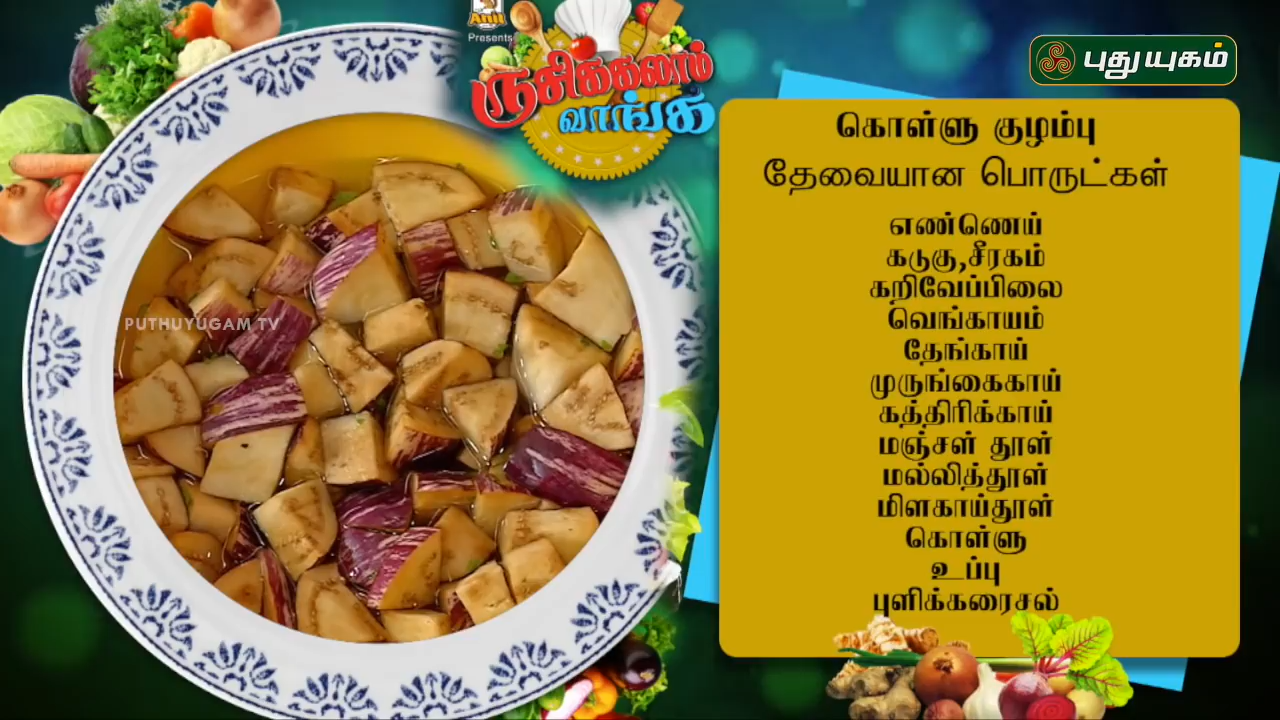 Anil
Presents
ருசிக்கலாம்
வாங்க
புதுயுகம்
PUTHUYUGAM TV
கொள்ளு குழம்பு
தேவையான பொருட்கள்
எண்ணெய்
கடுகு,சீரகம்
கறிவேப்பிலை
வெங்காயம்
தேங்காய்
முருங்கைகாய்
கத்திரிக்காய்
மஞ்சள் தூள்
மல்லித்தூள்
மிளகாய்தூள்
கொள்ளு
உப்பு
புளிக்கரைசல்